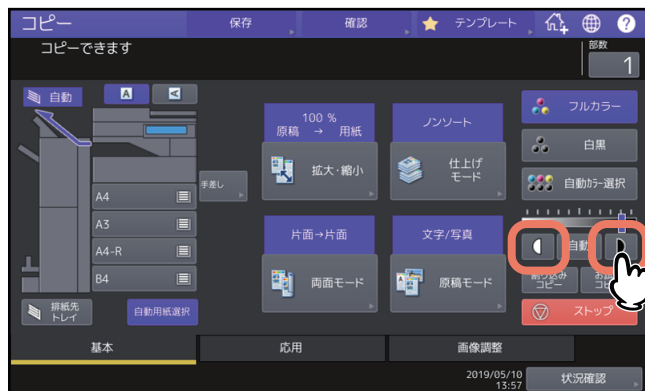 コピー
保存
確認
テンプレート
?
コピーできます
部数
1
自動
A
A
100 %
原稿 → 用紙
ノンソート
フルカラー
拡大・縮小
仕上げ
モード
白黒
手差し
自動カラー選択
A4
A3
A4-R
B4
片面→片面
文字/写真
自動
両面モード
原稿モード
割り込み
コピー
排紙先
トレイ
自動用紙選択
ストップ
基本
応用
画像調整
2019/05/10
13:57
状況確認